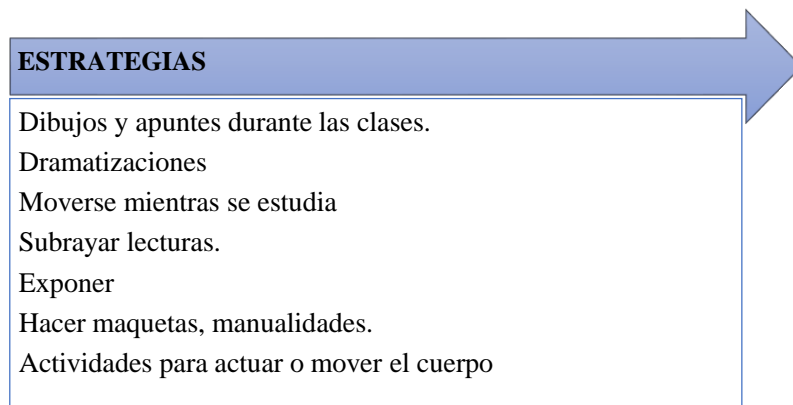 ESTRATEGIAS
Dibujos y apuntes durante las clases.
Dramatizaciones
Moverse mientras se estudia
Subrayar lecturas.
Exponer
Hacer maquetas, manualidades.
Actividades para actuar o mover el cuerpo